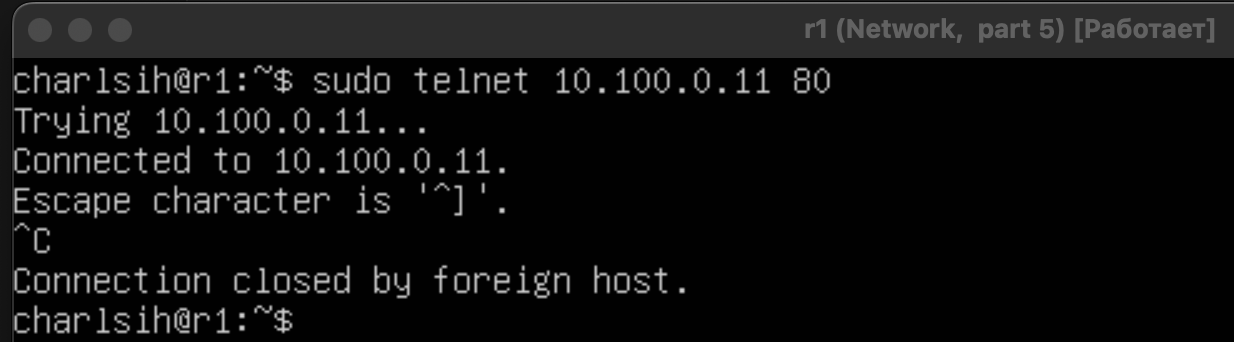 r1 (Network, part 5) [Работает]
charlsih@r1:~$ sudo telnet 10.100.0.11 80
Trying 10.100.0.11...
Connected to 10.100.0.11.
Escape character is '^]'.
^C
Connection closed by foreign host.
charlsih@r1:~$